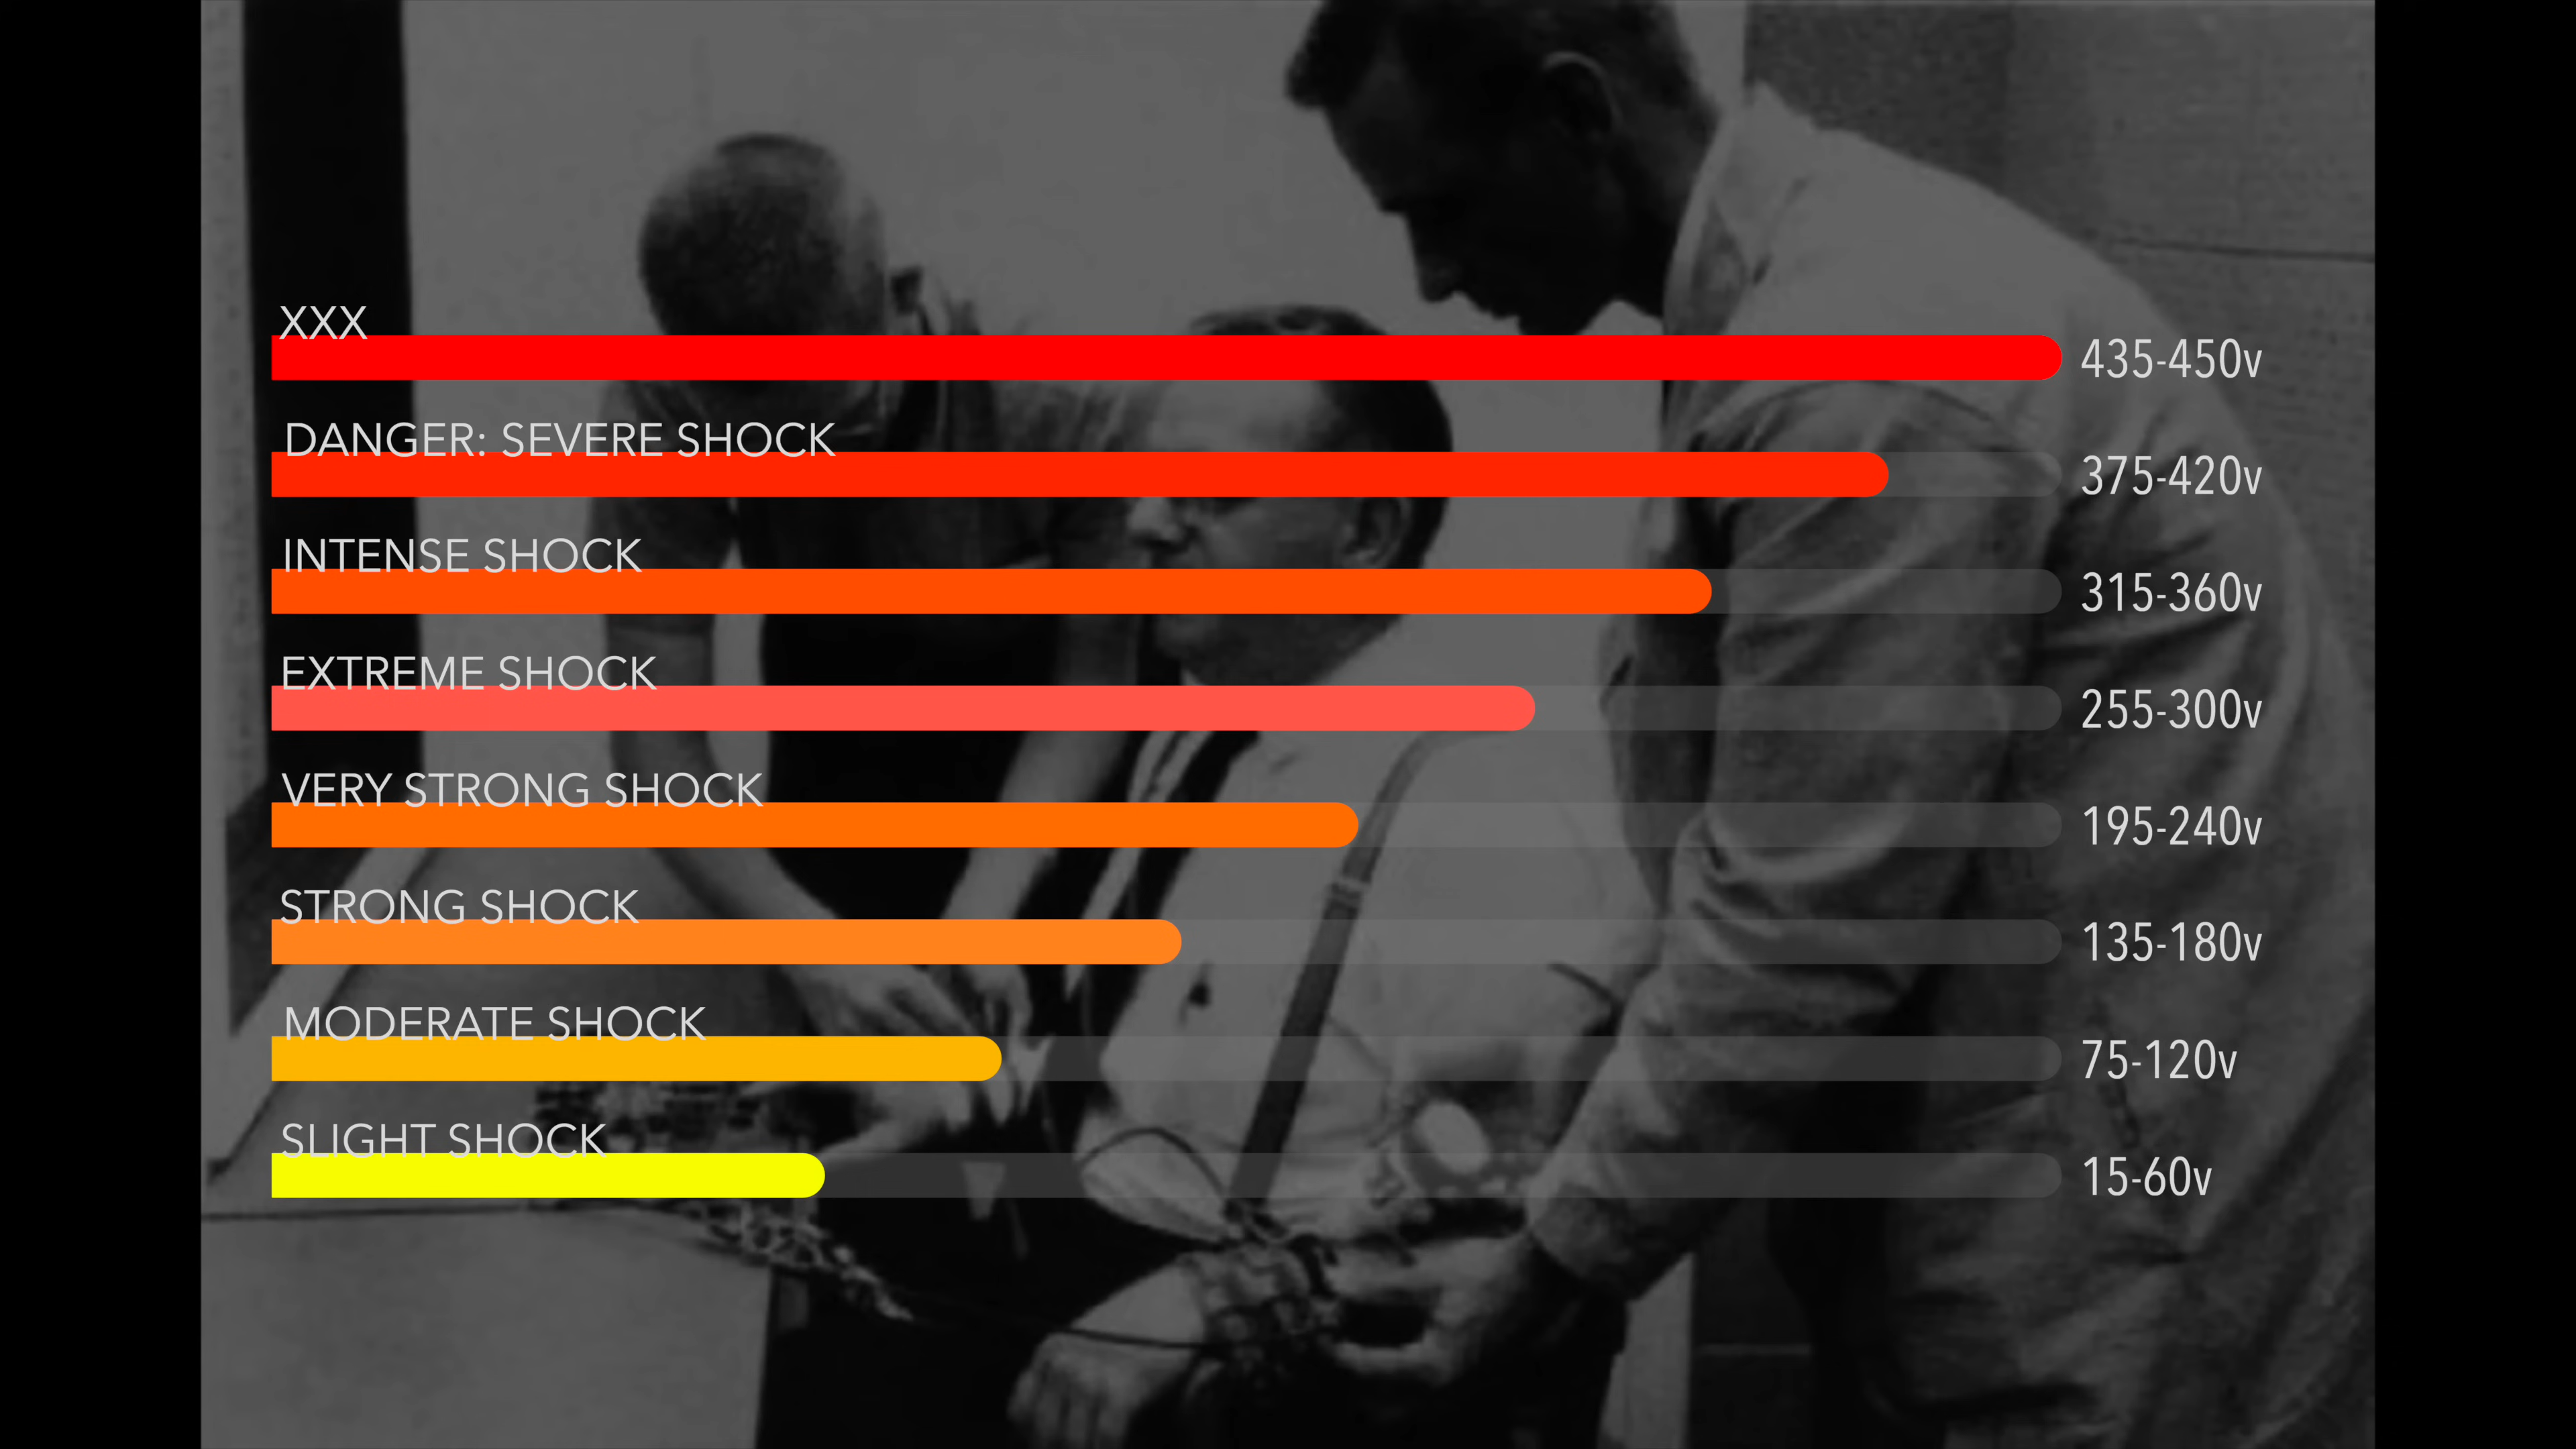 XXX
435-450v
DANGER: SEVERE SHOCK
375-420v
INTENSE SHOCK
315-360v
EXTREME SHOCK
255-300v
VERY STRONG SHOCK
195-240v
STRONG SHOCK
135-180v
MODERATE SHOCK
75-120v
SLIGHT SHOCK
15-60v